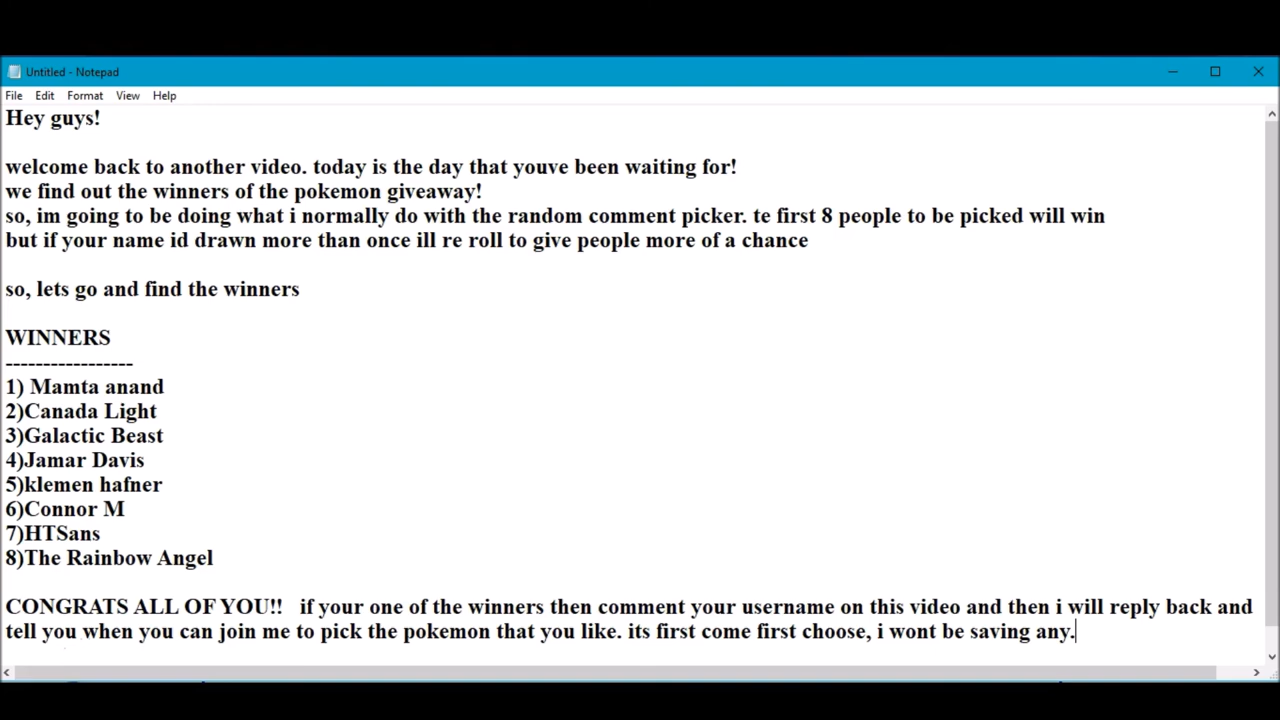 Untitled - Notepad
File Edit Format View Help
Hey guys!
welcome back to another video. today is the day that youve been waiting for!
we find out the winners of the pokemon giveaway!
so, im going to be doing what i normally do with the random comment picker. te first 8 people to be picked will win
but if your name id drawn more than once ill re roll to give people more of a chance
so, lets go and find the winners
WINNERS
-----------------
1) Mamta anand
2)Canada Light
3)Galactic Beast
4)Jamar Davis
5)klemen hafner
6)Connor M
7)HTSans
8)The Rainbow Angel
CONGRATS ALL OF YOU!!   if your one of the winners then comment your username on this video and then i will reply back and
tell you when you can join me to pick the pokemon that you like. its first come first choose, i wont be saving any.